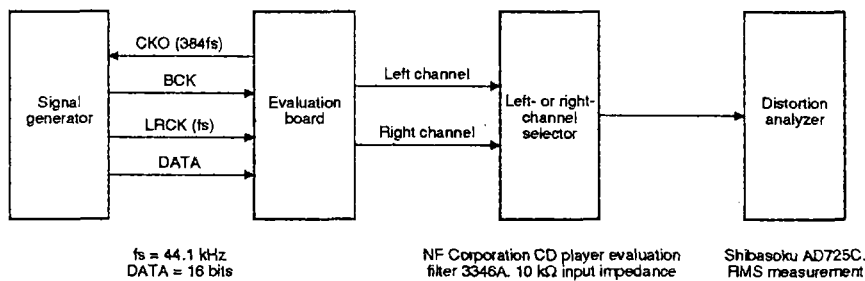 CKO (384fs)
BCK
LRCK (fs)
DATA
Signal
generator
Evaluation
board
Left channel
Right channel
Left- or right-
channel
selector
Distortion
analyzer
fs = 44.1 kHz
DATA = 16 bits
NF Corporation CD player evaluation
filter 3346A. 10 kΩ input impedance
Shibasoku AD725C.
RMS measurement